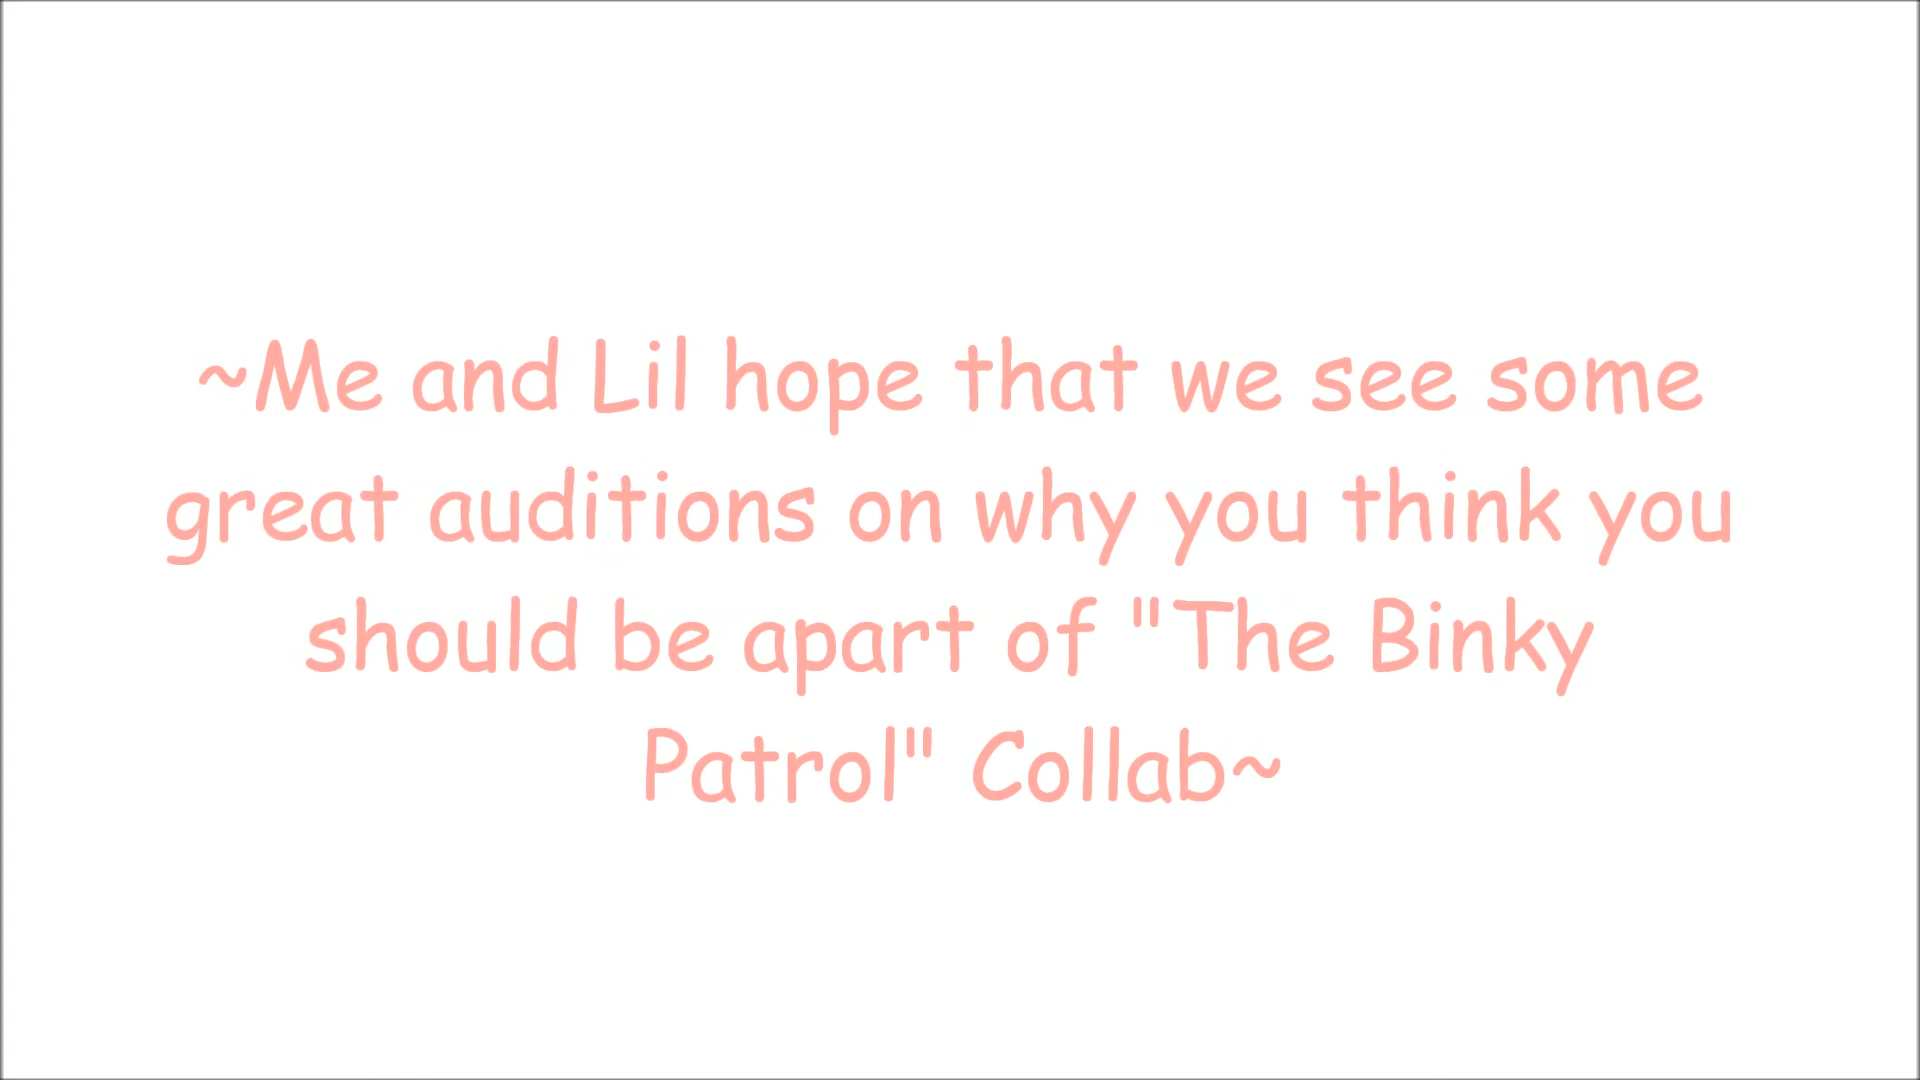 ~Me and Lil hope that we see some
great auditions on why you think you
should be apart of "The Binky
Patrol" Collab~